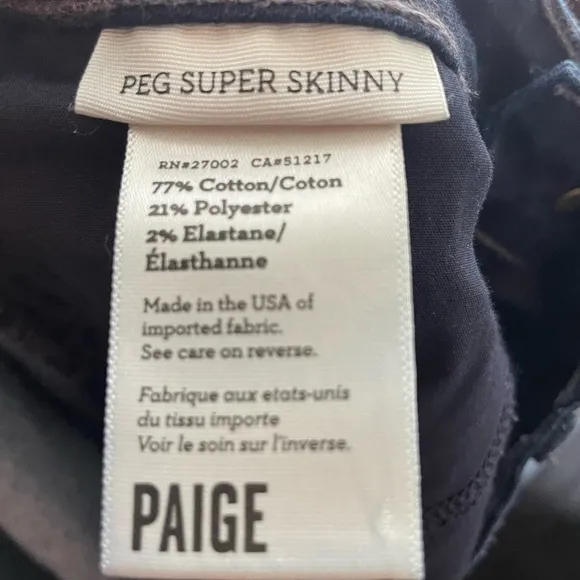 PEG SUPER SKINNY
RN#27002 CA#51217
77% Cotton/Coton
21% Polyester
2% Elastane/
Élasthanne
Made in the USA of
imported fabric.
See care on reverse.
Fabrique aux etats-unis
du tissu importe
Voir le soin sur l'inverse.
PAIGE